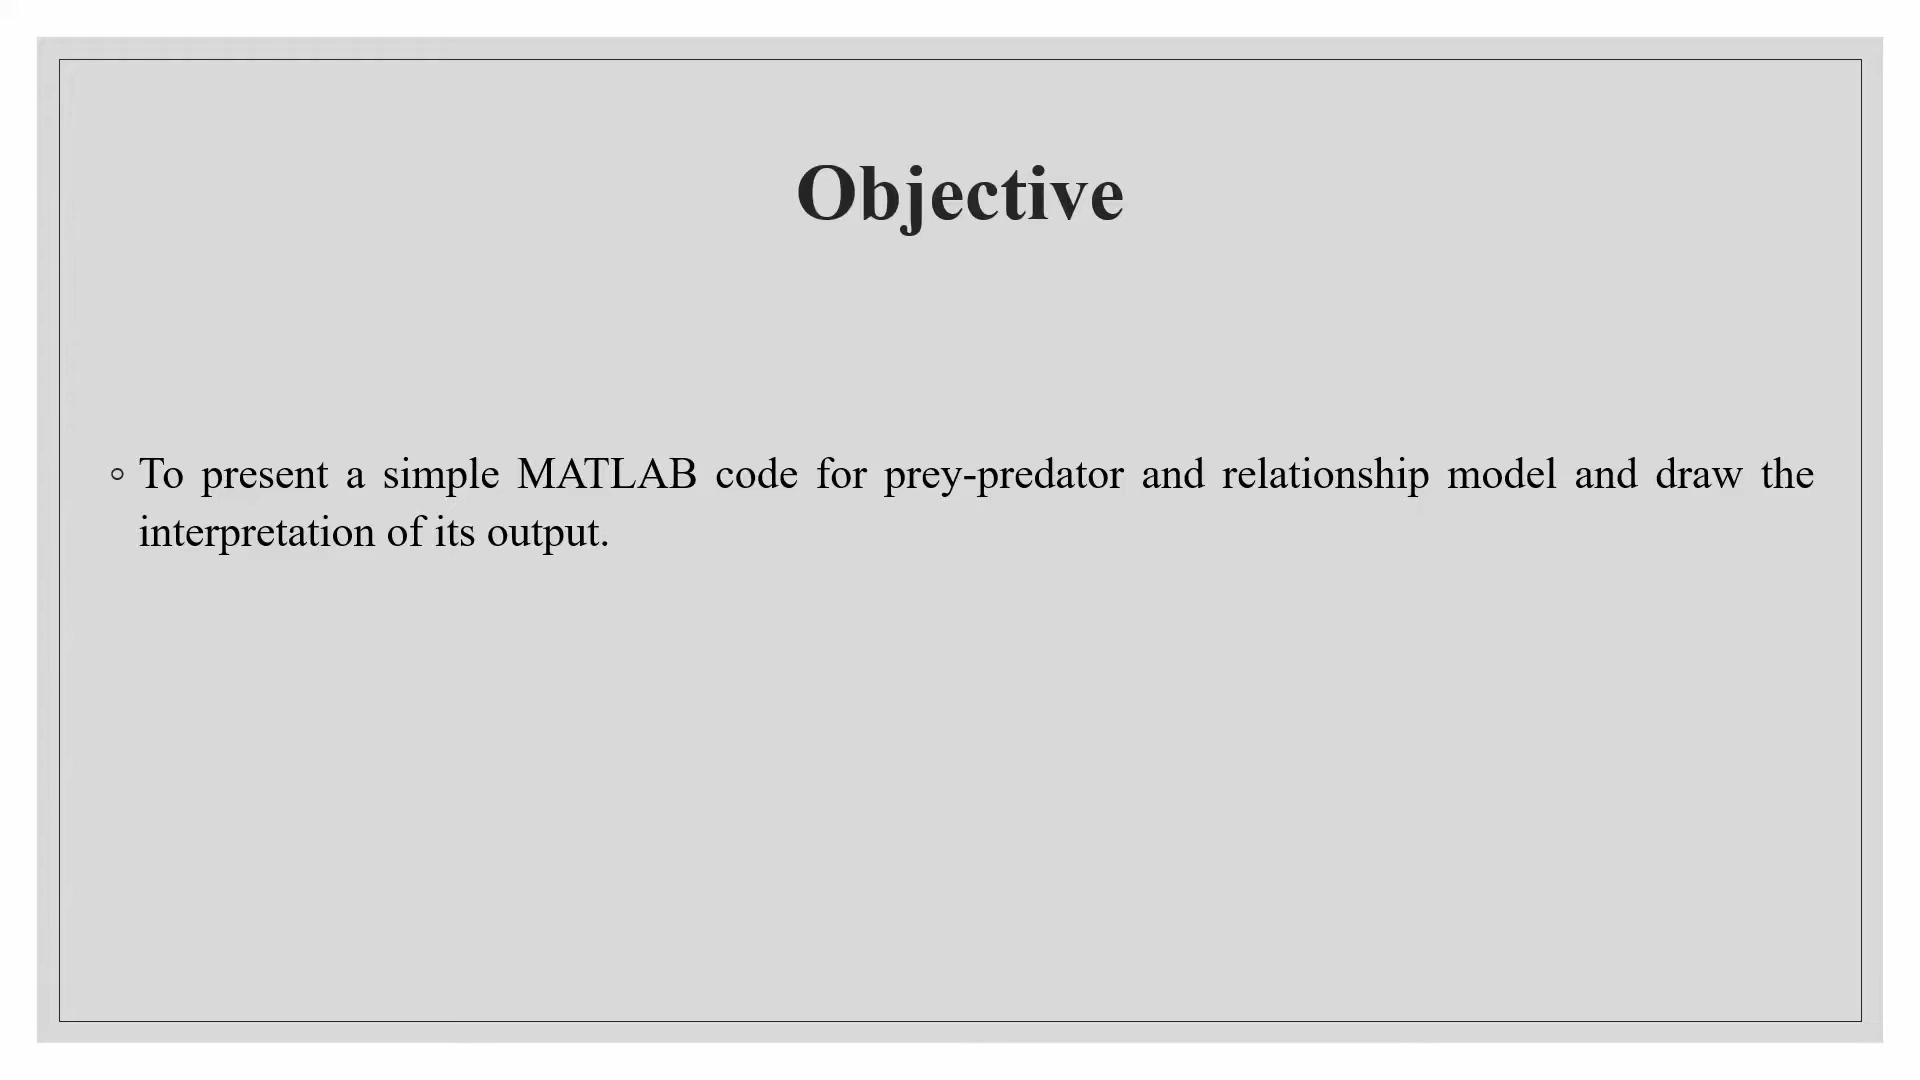 Objective
◦ To present a simple MATLAB code for prey-predator and relationship model and draw the
interpretation of its output.